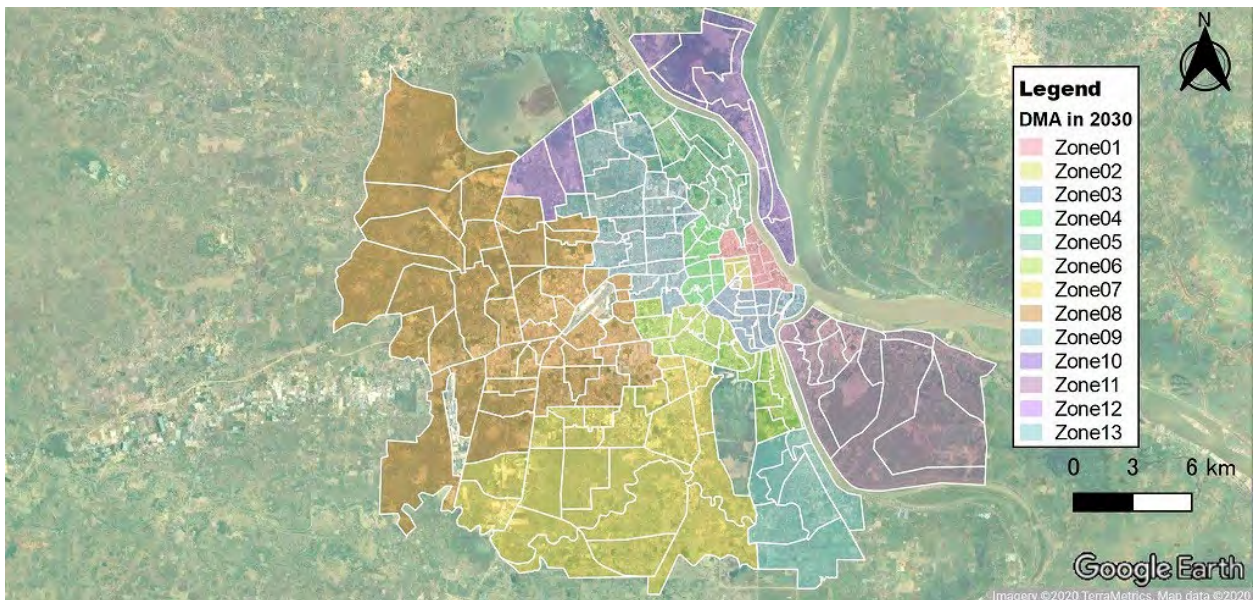 N
Legend
DMA in 2030
Zone01
Zone02
Zone03
Zone04
Zone05
Zone06
Zone07
Zone08
Zone09
Zone10
Zone11
Zone12
Zone13
0 3 6 km
Google Earth
Imagery ©2020 TerraMetrics, Map data ©2020